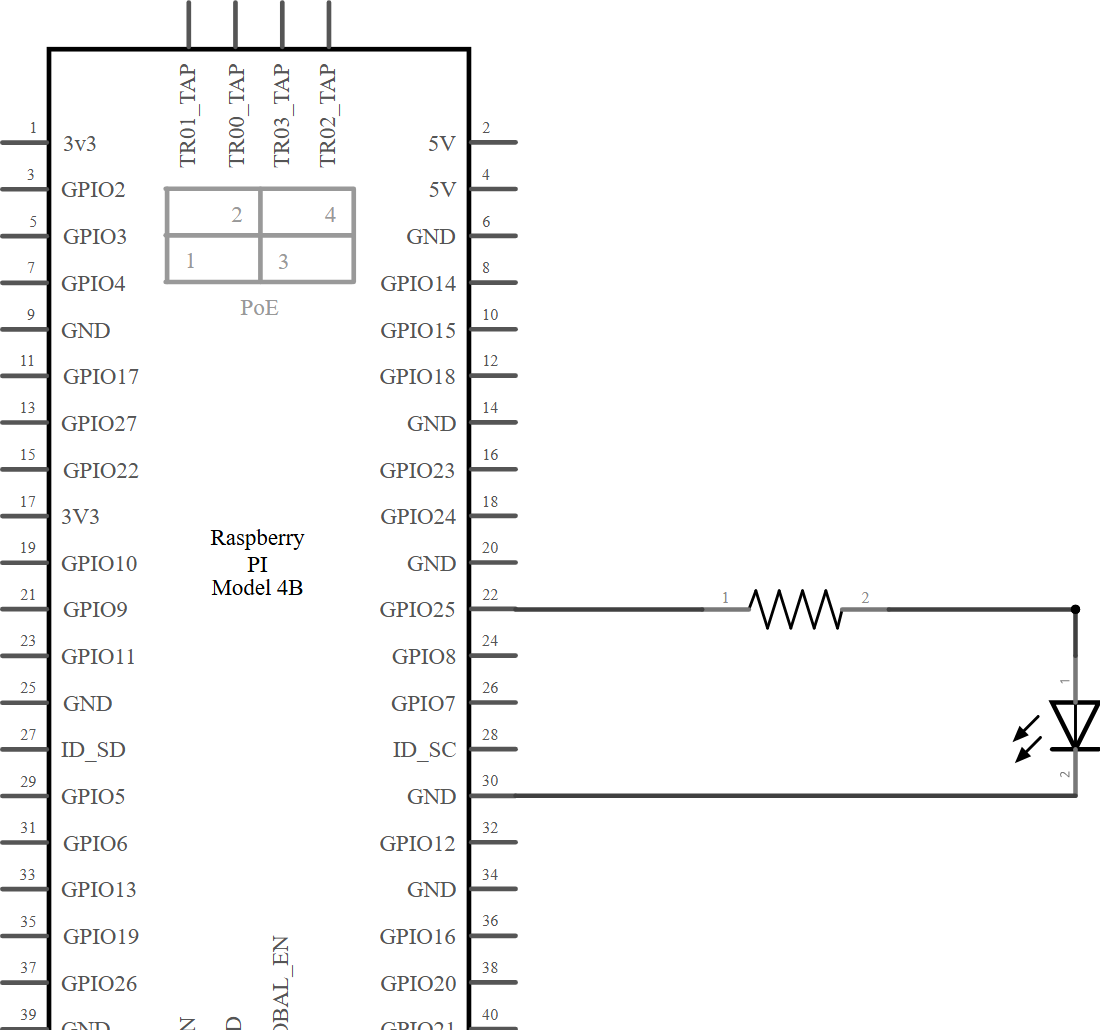 TR01_TAP
TR00_TAP
TR03_TAP
TR02_TAP
1 3v3 5V 2
3 GPIO2 5V 4
2 4
5 GPIO3 GND 6
1 3
7 GPIO4 GPIO14 8
PoE
9 GND GPIO15 10
11 GPIO17 GPIO18 12
13 GPIO27 GND 14
15 GPIO22 GPIO23 16
17 3V3 GPIO24 18
Raspberry
PI
Model 4B
19 GPIO10 GND 20
21 GPIO9 GPIO25 22 1 2
23 GPIO11 GPIO8 24
1
25 GND GPIO7 26
27 ID_SD ID_SC 28
2
29 GPIO5 GND 30
31 GPIO6 GPIO12 32
33 GPIO13 GND 34
35 GPIO19 GPIO16 36
37 GPIO26 GPIO20 38
OBAL_EN
N
D
39 GND GPIO21 40